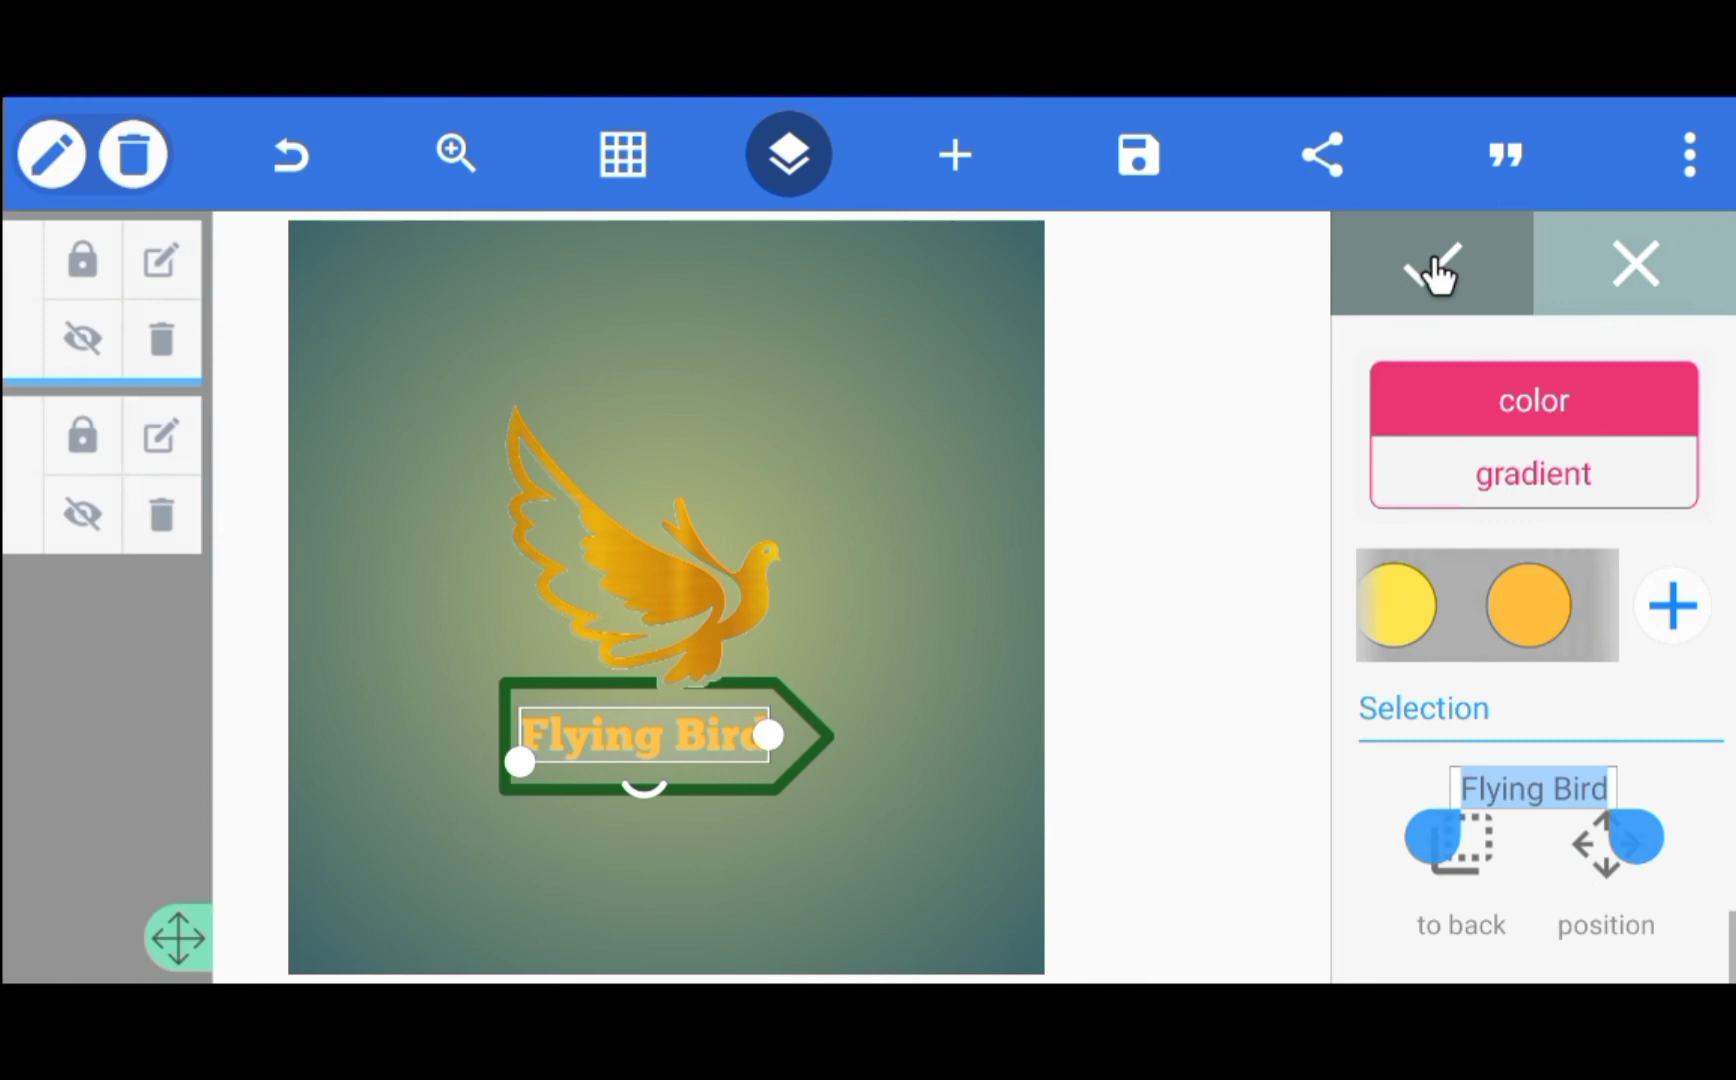 color
gradient
Selection
Flying Bird
Flying Bird
to back
position